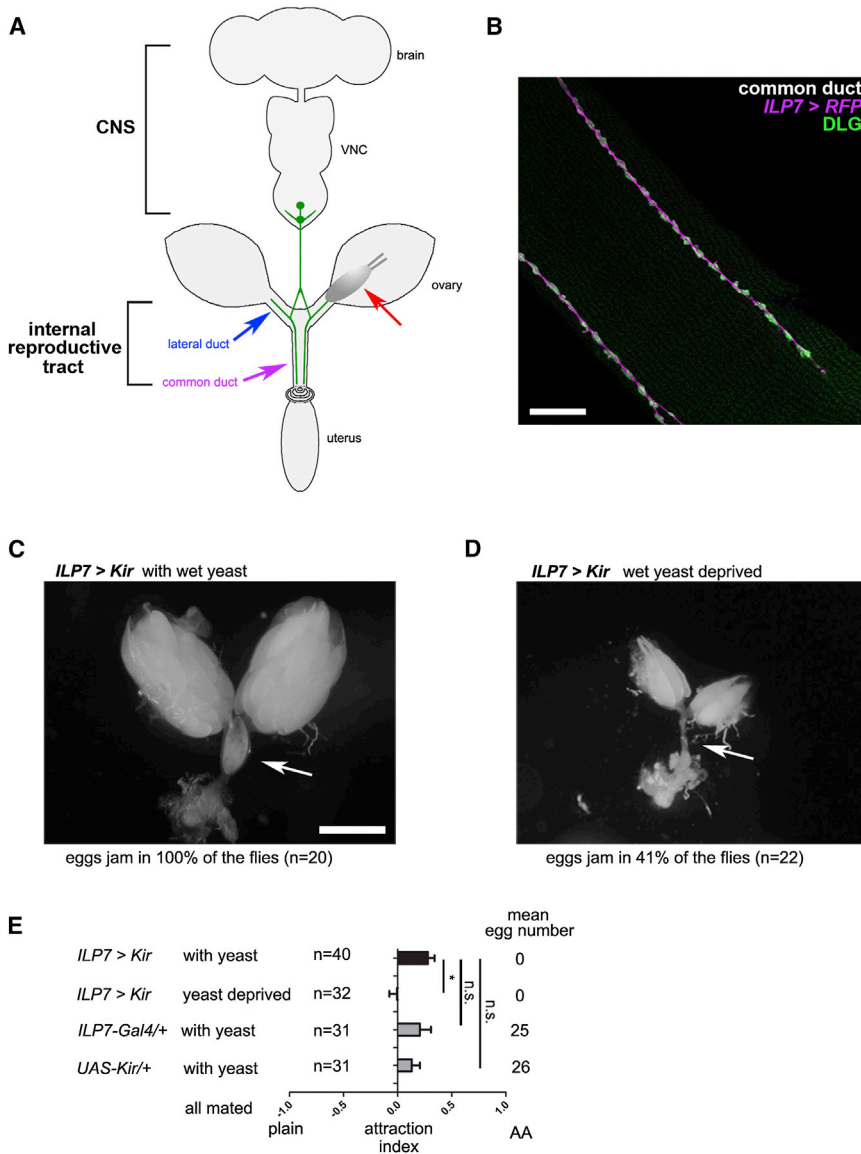 A
brain
CNS
VNC
ovary
internal
reproductive
tract
lateral duct
common duct
uterus
B
common duct
ILP7 > RFP
DLG
C
ILP7 > Kir with wet yeast
eggs jam in 100% of the flies (n=20)
D
ILP7 > Kir wet yeast deprived
eggs jam in 41% of the flies (n=22)
E
mean
egg number
ILP7 > Kir with yeast n=40 0
ILP7 > Kir yeast deprived n=32 0
ILP7-Gal4/+ with yeast n=31 25
UAS-Kir/+ with yeast n=31 26
*
n.s.
n.s.
all mated
-1.0 -0.5 0.0 0.5 1.0
plain attraction AA
index